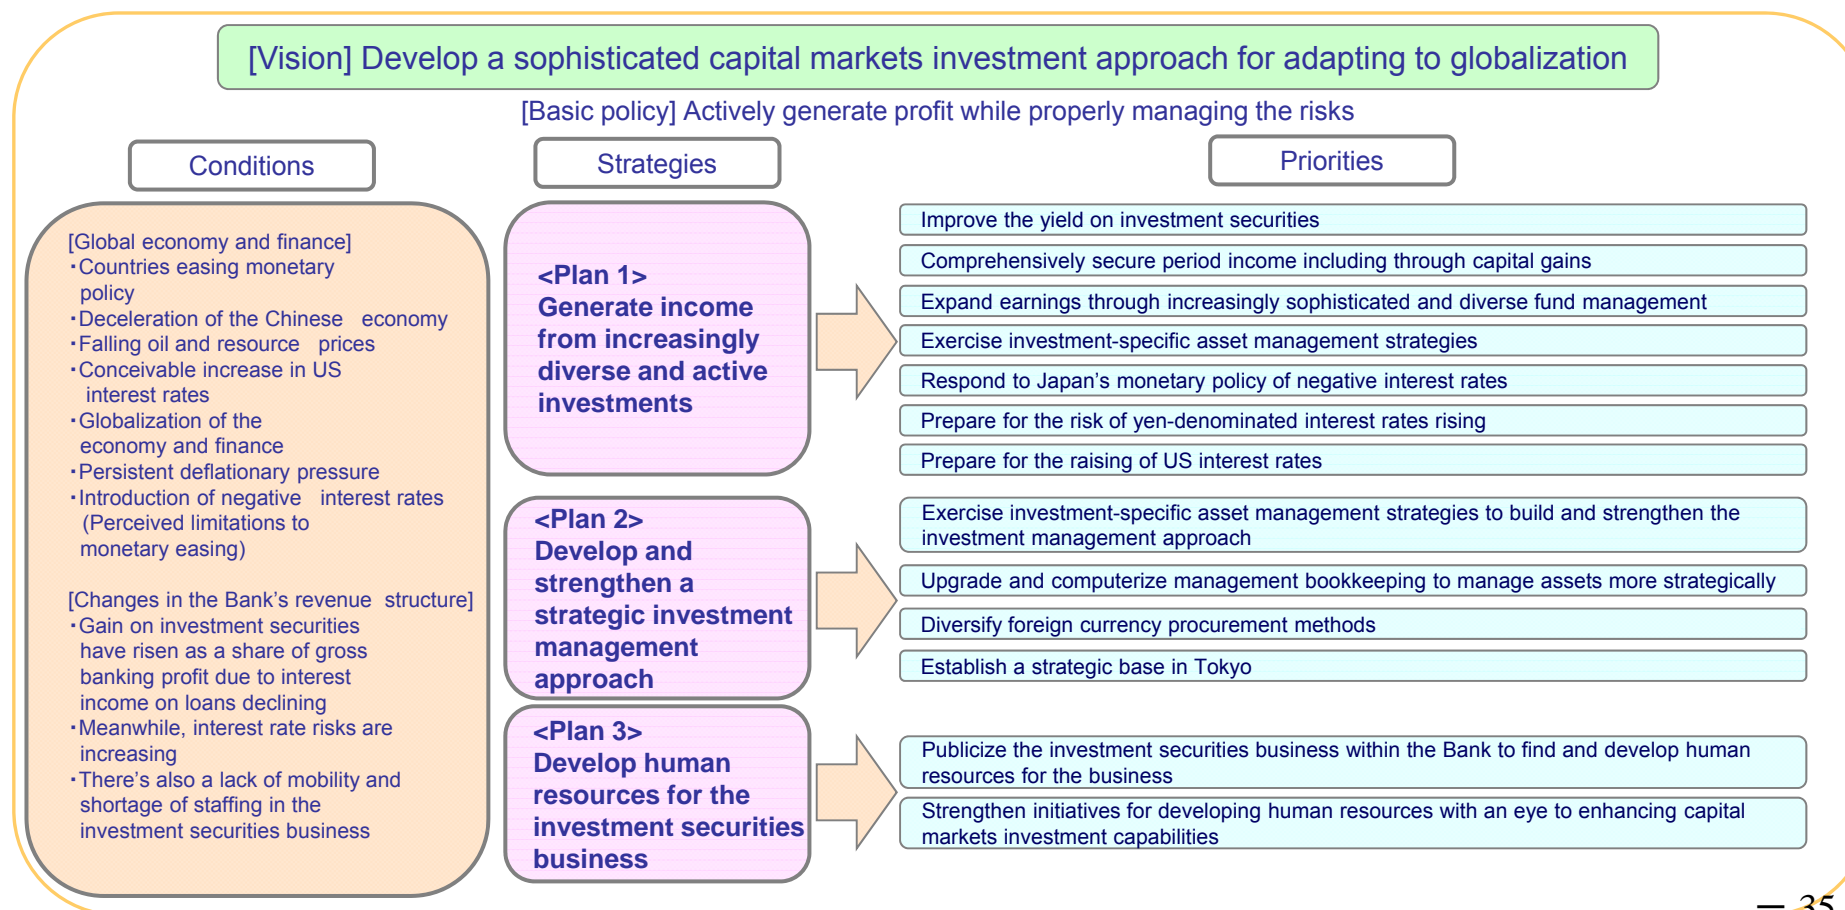 [Vision] Develop a sophisticated capital markets investment approach for adapting to globalization
[Basic policy] Actively generate profit while properly managing the risks
Conditions
Strategies
Priorities
[Global economy and finance]
・Countries easing monetary
policy
・Deceleration of the Chinese economy
・Falling oil and resource prices
・Conceivable increase in US
interest rates
・Globalization of the
economy and finance
・Persistent deflationary pressure
・Introduction of negative interest rates
(Perceived limitations to
monetary easing)
[Changes in the Bank's revenue structure]
・Gain on investment securities
have risen as a share of gross
banking profit due to interest
income on loans declining
・Meanwhile, interest rate risks are
increasing
・There's also a lack of mobility and
shortage of staffing in the
investment securities business
<Plan 1>
Generate income
from increasingly
diverse and active
investments
Improve the yield on investment securities
Comprehensively secure period income including through capital gains
Expand earnings through increasingly sophisticated and diverse fund management
Exercise investment-specific asset management strategies
Respond to Japan's monetary policy of negative interest rates
Prepare for the risk of yen-denominated interest rates rising
Prepare for the raising of US interest rates
<Plan 2>
Develop and
strengthen a
strategic investment
management
approach
Exercise investment-specific asset management strategies to build and strengthen the
investment management approach
Upgrade and computerize management bookkeeping to manage assets more strategically
Diversify foreign currency procurement methods
Establish a strategic base in Tokyo
<Plan 3>
Develop human
resources for the
investment securities
business
Publicize the investment securities business within the Bank to find and develop human
resources for the business
Strengthen initiatives for developing human resources with an eye to enhancing capital
markets investment capabilities
— 35